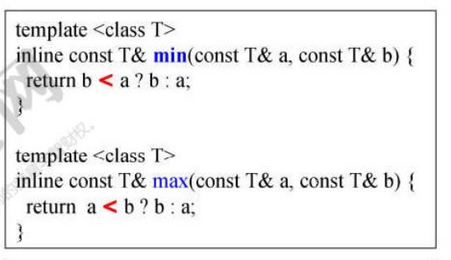 template <class T>
inline const T& min(const T& a, const T& b) {
return b < a ? b : a;
}
template <class T>
inline const T& max(const T& a, const T& b) {
return a < b ? b : a;
}